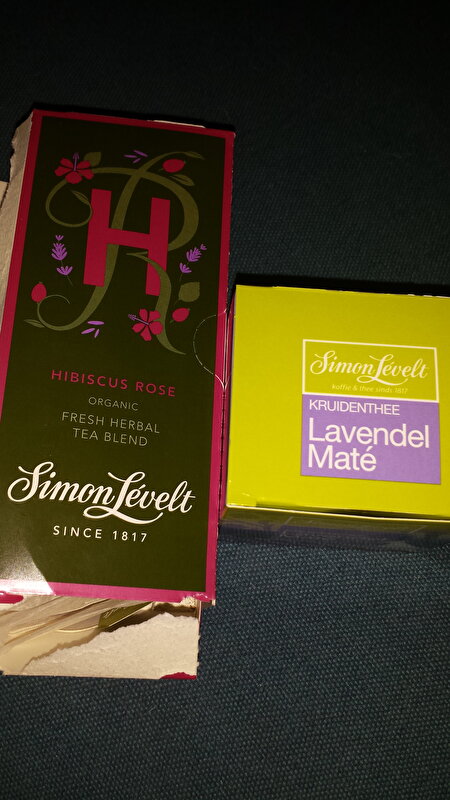 HR
HIBISCUS ROSE
ORGANIC
FRESH HERBAL
TEA BLEND
Simon Lévelt
SINCE 1817
Simon Lévelt
koffie & thee sinds 1817
KRUIDENTHEE
Lavendel
Maté